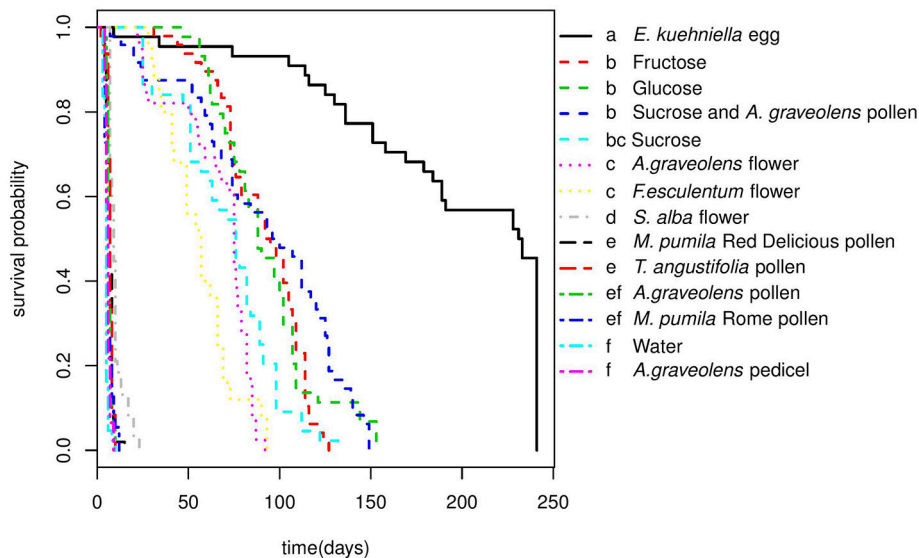 survival probability
1.0
0.8
0.6
0.4
0.2
0.0
0
50
100
150
200
250
time(days)
a E. kuehniella egg
b Fructose
b Glucose
b Sucrose and A. graveolens pollen
bc Sucrose
c A.graveolens flower
c F.esculentum flower
d S. alba flower
e M. pumila Red Delicious pollen
e T. angustifolia pollen
ef A.graveolens pollen
ef M. pumila Rome pollen
f Water
f A.graveolens pedicel